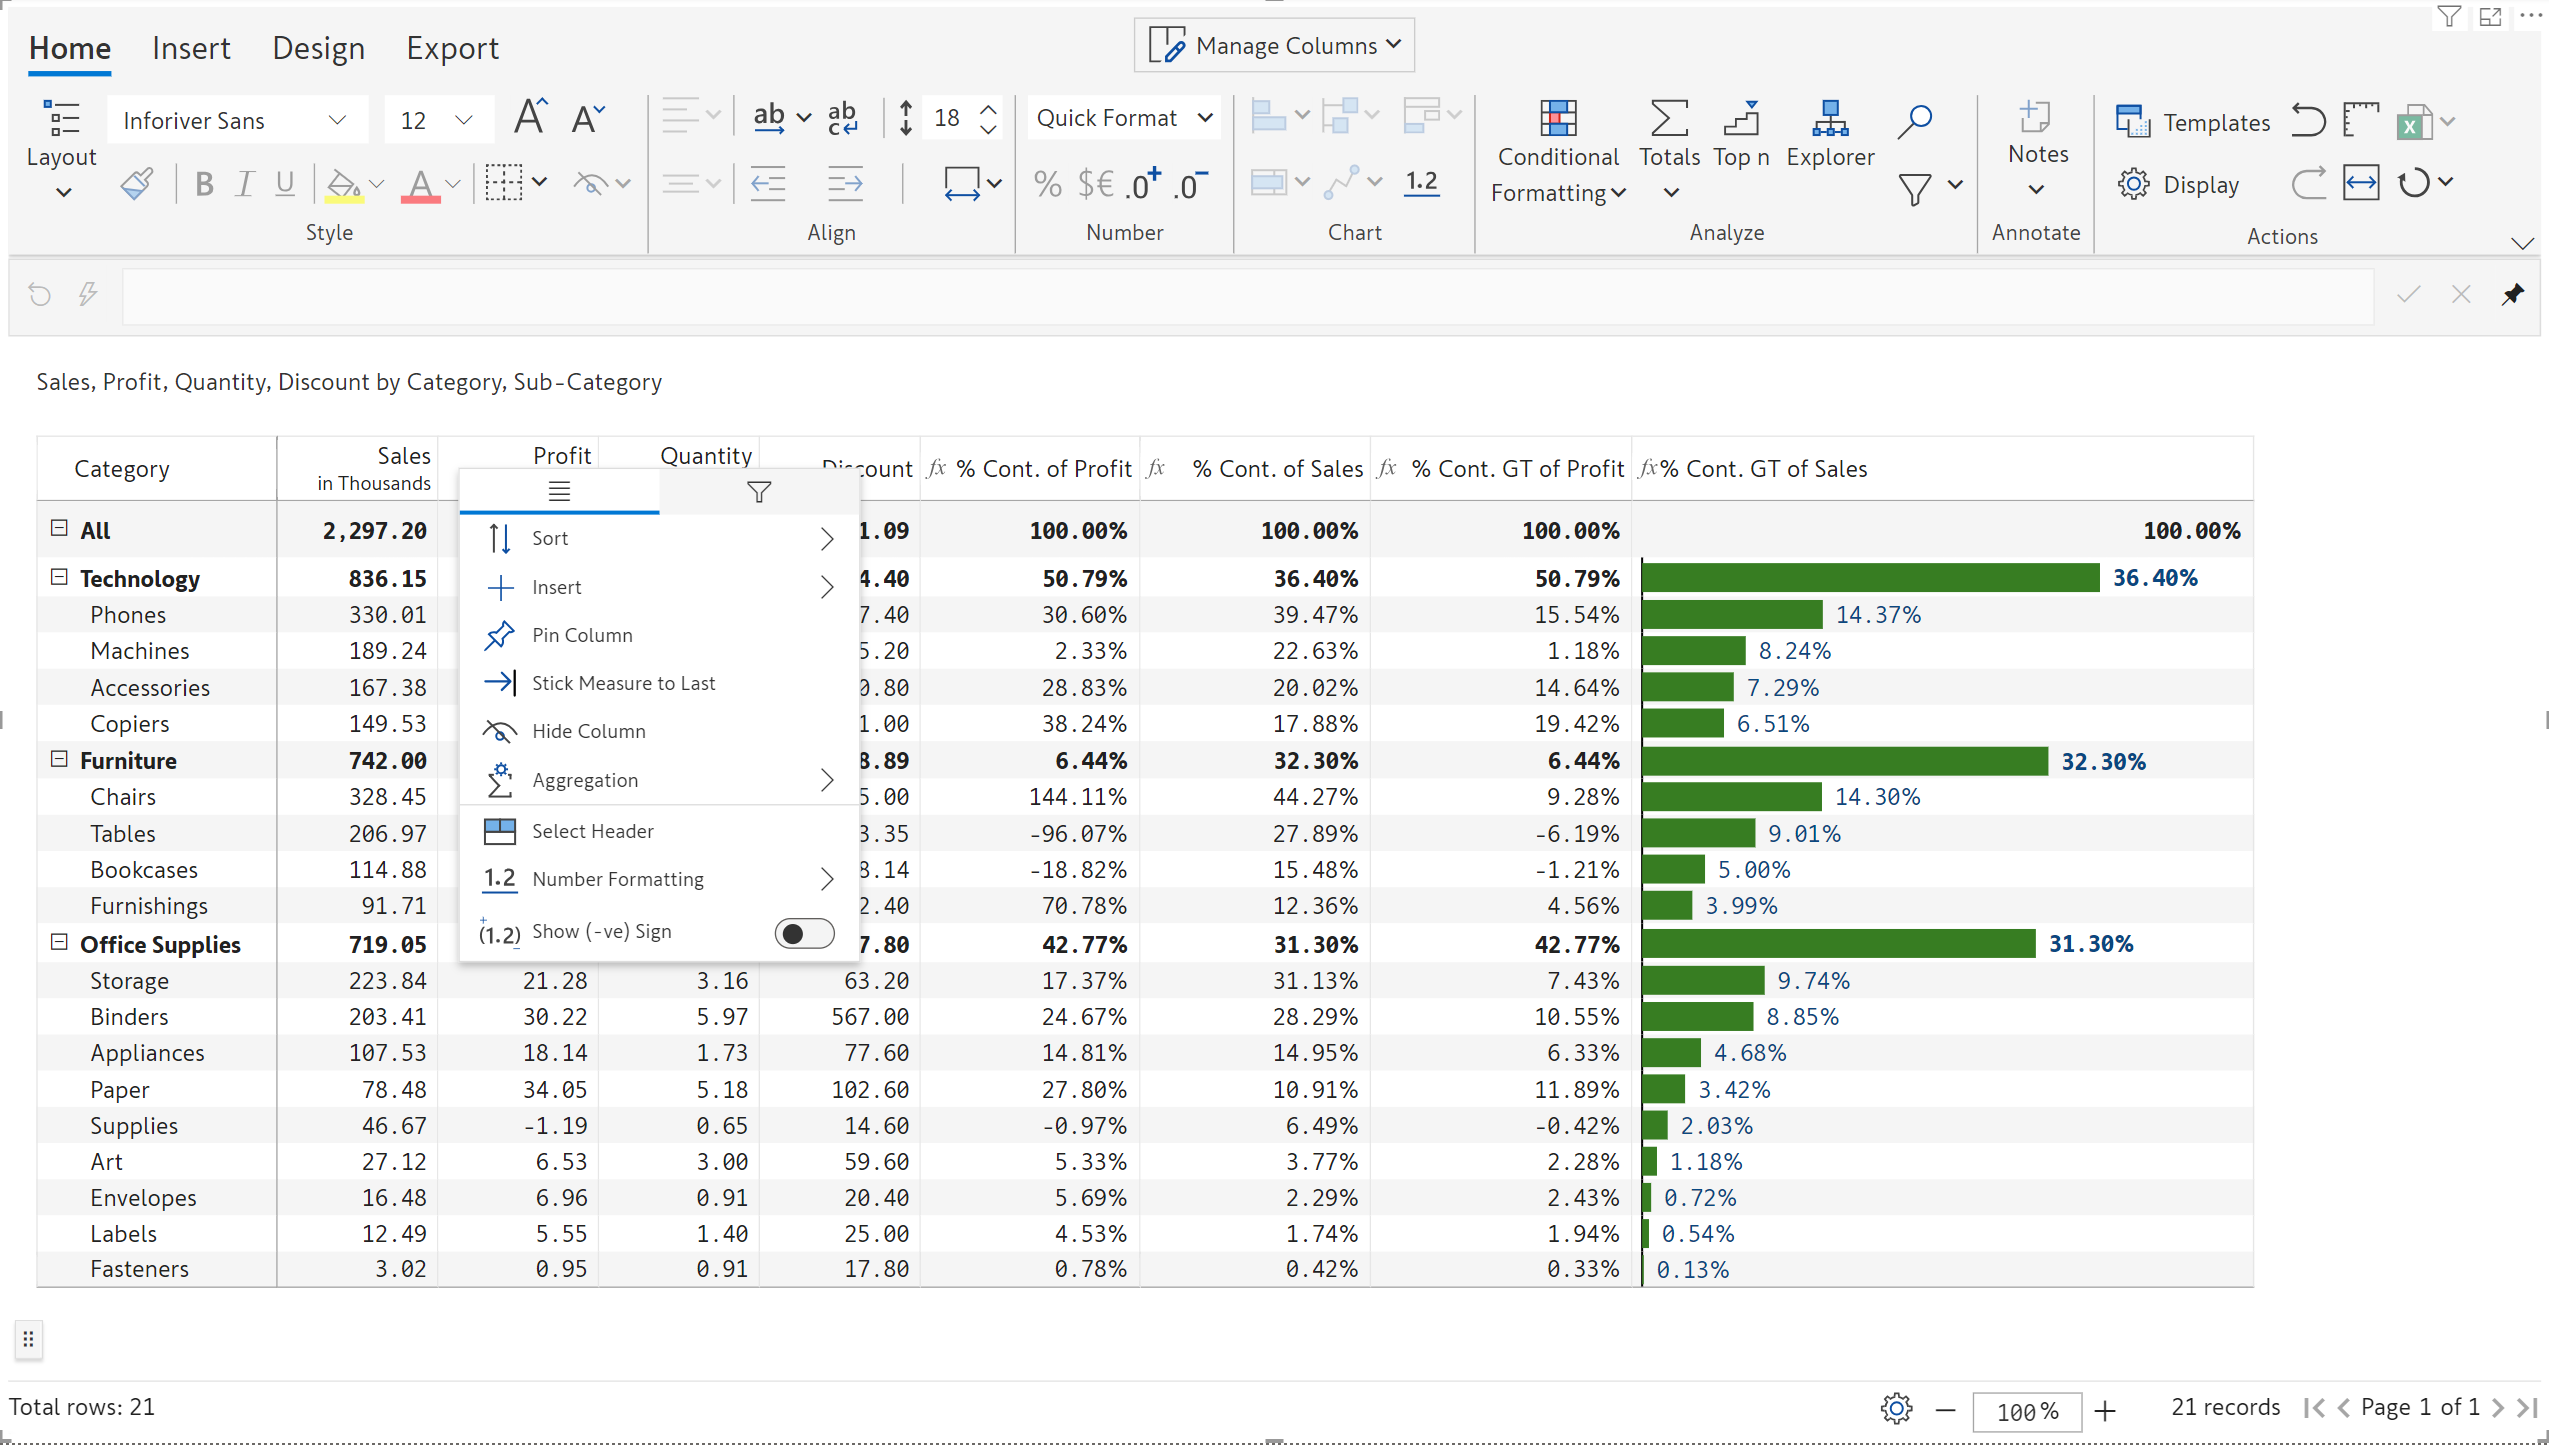 Home Insert Design Export
Manage Columns
Layout
Inforiver Sans 12
B I U
Style
ab
ab c
18
Align
Quick Format
% $€ .0+ .0-
Number
1.2
Chart
Conditional Formatting
Totals Top n Explorer
Analyze
Notes
Annotate
Templates
Display
Actions
Sales, Profit, Quantity, Discount by Category, Sub-Category
Category Sales in Thousands Profit Quantity count fx % Cont. of Profit fx % Cont. of Sales fx % Cont. GT of Profit fx % Cont. GT of Sales
All 2,297.20 1.09 100.00% 100.00% 100.00% 100.00%
Technology 836.15 4.40 50.79% 36.40% 50.79% 36.40%
Phones 330.01 7.40 30.60% 39.47% 15.54% 14.37%
Machines 189.24 5.20 2.33% 22.63% 1.18% 8.24%
Accessories 167.38 0.80 28.83% 20.02% 14.64% 7.29%
Copiers 149.53 1.00 38.24% 17.88% 19.42% 6.51%
Furniture 742.00 8.89 6.44% 32.30% 6.44% 32.30%
Chairs 328.45 5.00 144.11% 44.27% 9.28% 14.30%
Tables 206.97 3.35 -96.07% 27.89% -6.19% 9.01%
Bookcases 114.88 8.14 -18.82% 15.48% -1.21% 5.00%
Furnishings 91.71 2.40 70.78% 12.36% 4.56% 3.99%
Office Supplies 719.05 7.80 42.77% 31.30% 42.77% 31.30%
Storage 223.84 21.28 3.16 63.20 17.37% 31.13% 7.43% 9.74%
Binders 203.41 30.22 5.97 567.00 24.67% 28.29% 10.55% 8.85%
Appliances 107.53 18.14 1.73 77.60 14.81% 14.95% 6.33% 4.68%
Paper 78.48 34.05 5.18 102.60 27.80% 10.91% 11.89% 3.42%
Supplies 46.67 -1.19 0.65 14.60 -0.97% 6.49% -0.42% 2.03%
Art 27.12 6.53 3.00 59.60 5.33% 3.77% 2.28% 1.18%
Envelopes 16.48 6.96 0.91 20.40 5.69% 2.29% 2.43% 0.72%
Labels 12.49 5.55 1.40 25.00 4.53% 1.74% 1.94% 0.54%
Fasteners 3.02 0.95 0.91 17.80 0.78% 0.42% 0.33% 0.13%
Sort
Insert
Pin Column
Stick Measure to Last
Hide Column
Aggregation
Select Header
1.2 Number Formatting
(1.2) Show (-ve) Sign
Total rows: 21
100 %
21 records
Page 1 of 1